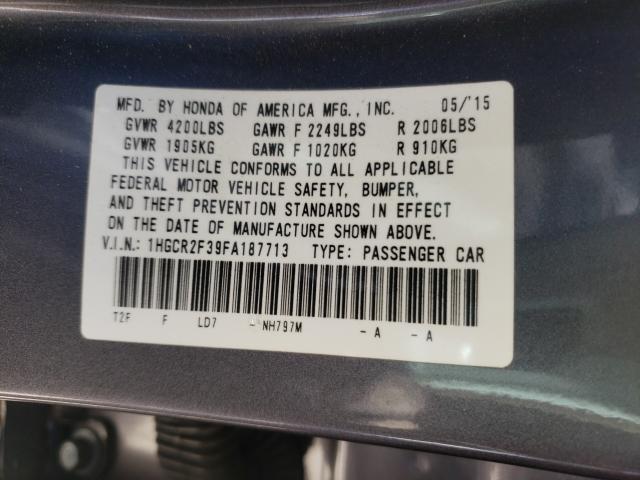 MFD. BY HONDA OF AMERICA MFG., INC. 05/'15
GVWR 4200LBS GAWR F 2249LBS R 2006LBS
GVWR 1905KG GAWR F 1020KG R 910KG
THIS VEHICLE CONFORMS TO ALL APPLICABLE
FEDERAL MOTOR VEHICLE SAFETY, BUMPER,
AND THEFT PREVENTION STANDARDS IN EFFECT
ON THE DATE OF MANUFACTURE SHOWN ABOVE.
V.I.N.: 1HGCR2F39FA187713 TYPE: PASSENGER CAR
T2F F LD7 - NH797M - A - A